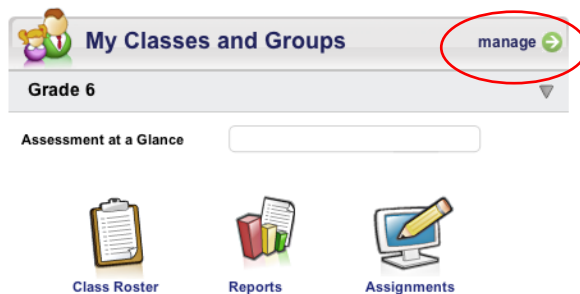 My Classes and Groups manage
Grade 6
Assessment at a Glance
Class Roster Reports Assignments